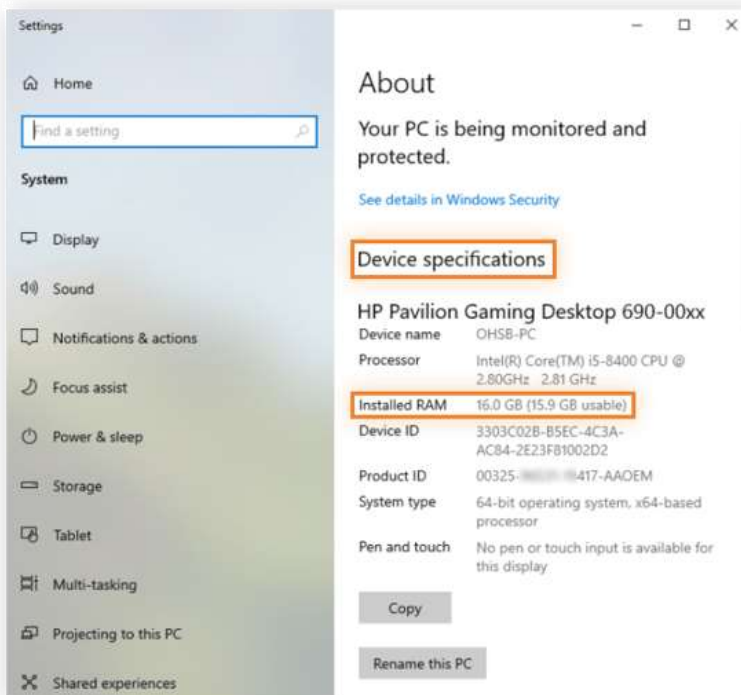 Settings
Home
Find a setting
System
Display
Sound
Notifications & actions
Focus assist
Power & sleep
Storage
Tablet
Multi-tasking
Projecting to this PC
Shared experiences
About
Your PC is being monitored and
protected.
See details in Windows Security
Device specifications
HP Pavilion Gaming Desktop 690-00xx
Device name OHSB-PC
Processor Intel(R) Core(TM) i5-8400 CPU @
2.80GHz 2.81 GHz
Installed RAM 16.0 GB (15.9 GB usable)
Device ID 3303C02B-B5EC-4C3A-
AC84-2E23F81002D2
Product ID 00325- 417-AAOEM
System type 64-bit operating system, x64-based
processor
Pen and touch No pen or touch input is available for
this display
Copy
Rename this PC